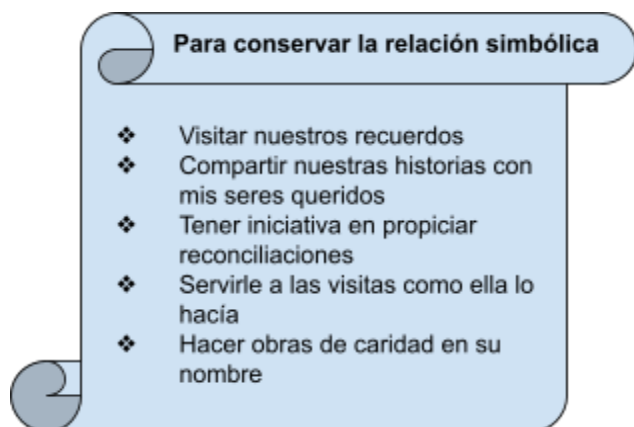 Para conservar la relación simbólica
❖ Visitar nuestros recuerdos
❖ Compartir nuestras historias con
mis seres queridos
❖ Tener iniciativa en propiciar
reconciliaciones
❖ Servirle a las visitas como ella lo
hacía
❖ Hacer obras de caridad en su
nombre